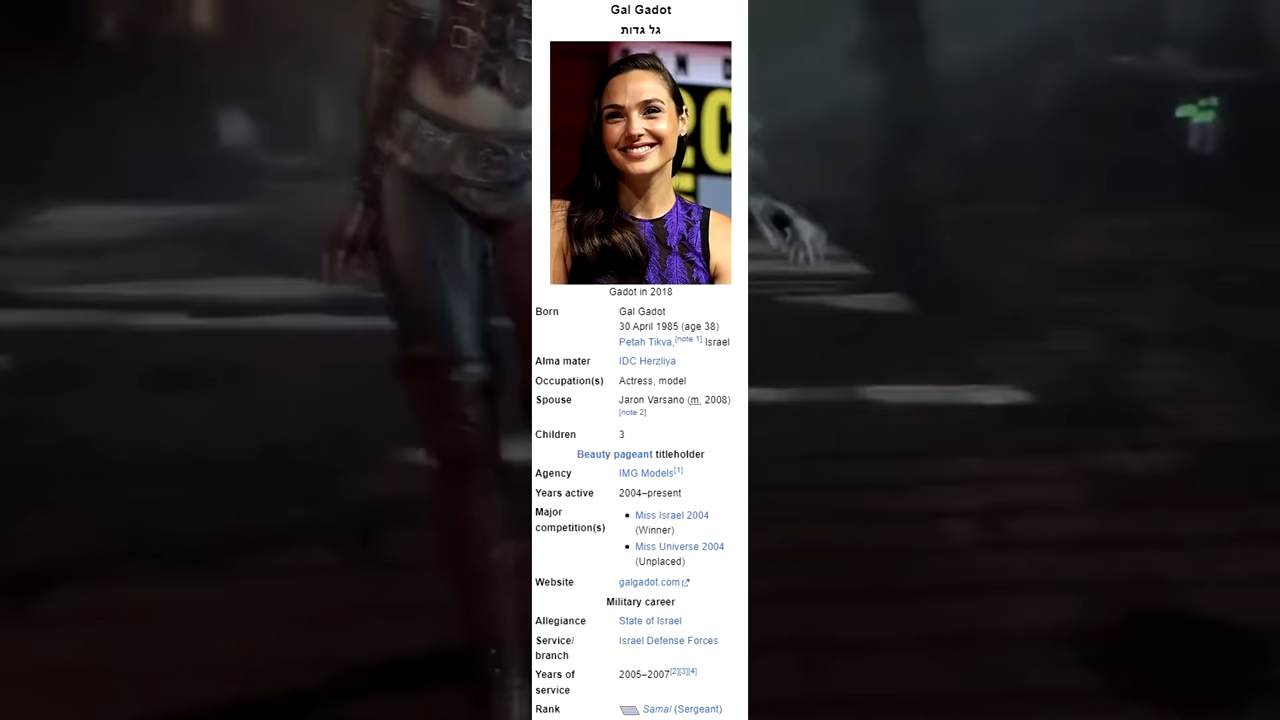 Gal Gadot
גל גדות
Gadot in 2018
Born Gal Gadot
30 April 1985 (age 38)
Petah Tikva,[note 1] Israel
Alma mater IDC Herzliya
Occupation(s) Actress, model
Spouse Jaron Varsano (m. 2008)
[note 2]
Children 3
Beauty pageant titleholder
Agency IMG Models[1]
Years active 2004–present
Major competition(s)
• Miss Israel 2004
(Winner)
• Miss Universe 2004
(Unplaced)
Website galgadot.com
Military career
Allegiance State of Israel
Service/
branch
Israel Defense Forces
Years of
service
2005–2007[2][3][4]
Rank Samal (Sergeant)